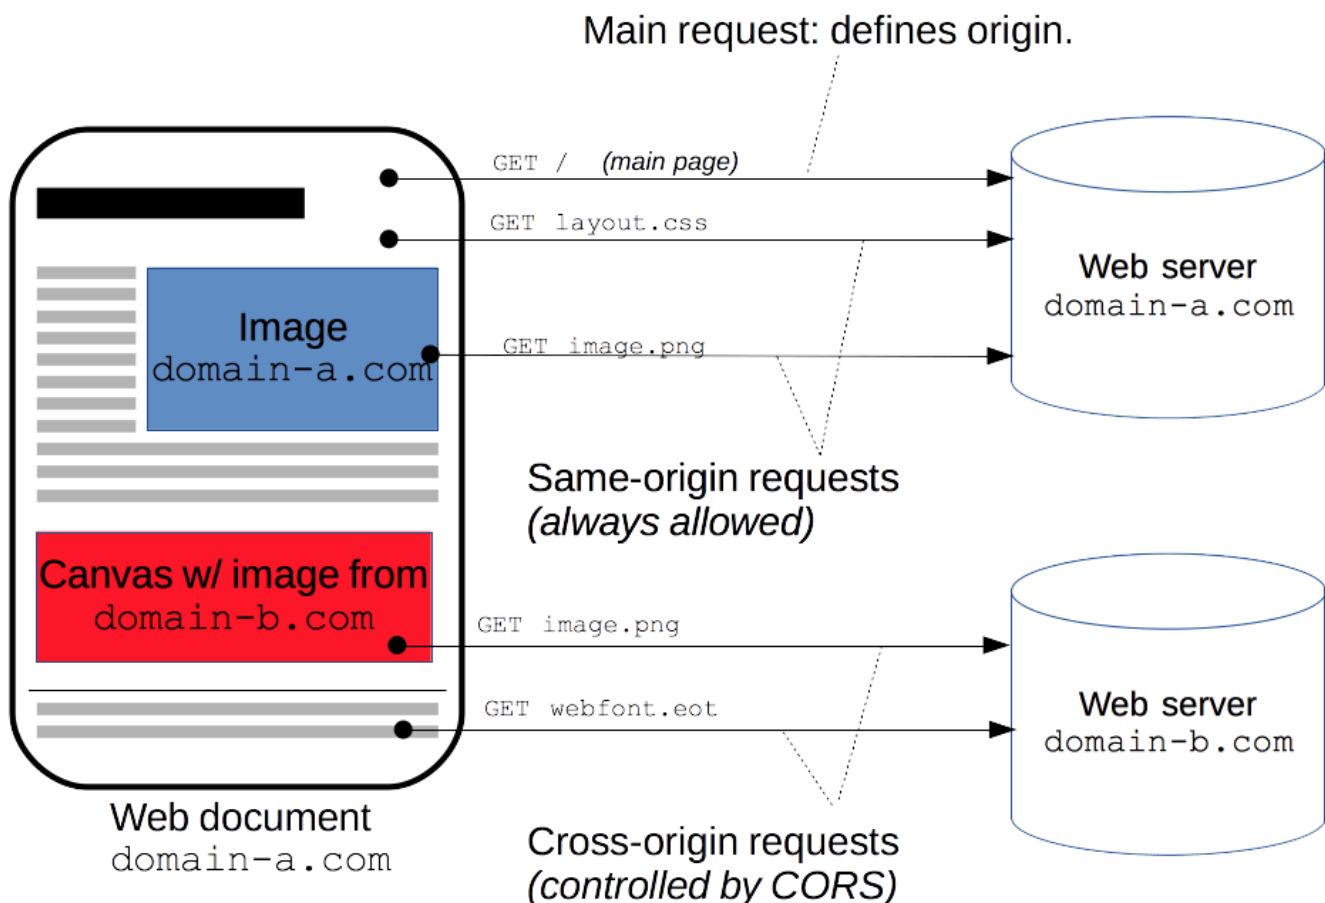 Main request: defines origin.
GET / (main page)
GET layout.css
Image
domain-a.com
GET image.png
Web server
domain-a.com
Same-origin requests
(always allowed)
Canvas w/ image from
domain-b.com
GET image.png
GET webfont.eot
Web server
domain-b.com
Web document
domain-a.com
Cross-origin requests
(controlled by CORS)